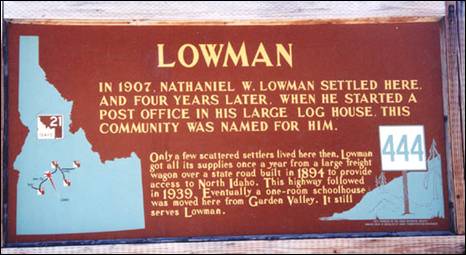 LOWMAN
IN 1907, NATHANIEL W. LOWMAN SETTLED HERE,
AND FOUR YEARS LATER, WHEN HE STARTED A
POST OFFICE IN HIS LARGE LOG HOUSE, THIS
COMMUNITY WAS NAMED FOR HIM.
Only a few scattered settlers lived here then. Lowman
got all its supplies once a year from a large freight
wagon over a state road built in 1894 to provide
access to North Idaho. This highway followed
in 1939. Eventually a one-room schoolhouse
was moved here from Garden Valley. It still
serves Lowman.
21
444